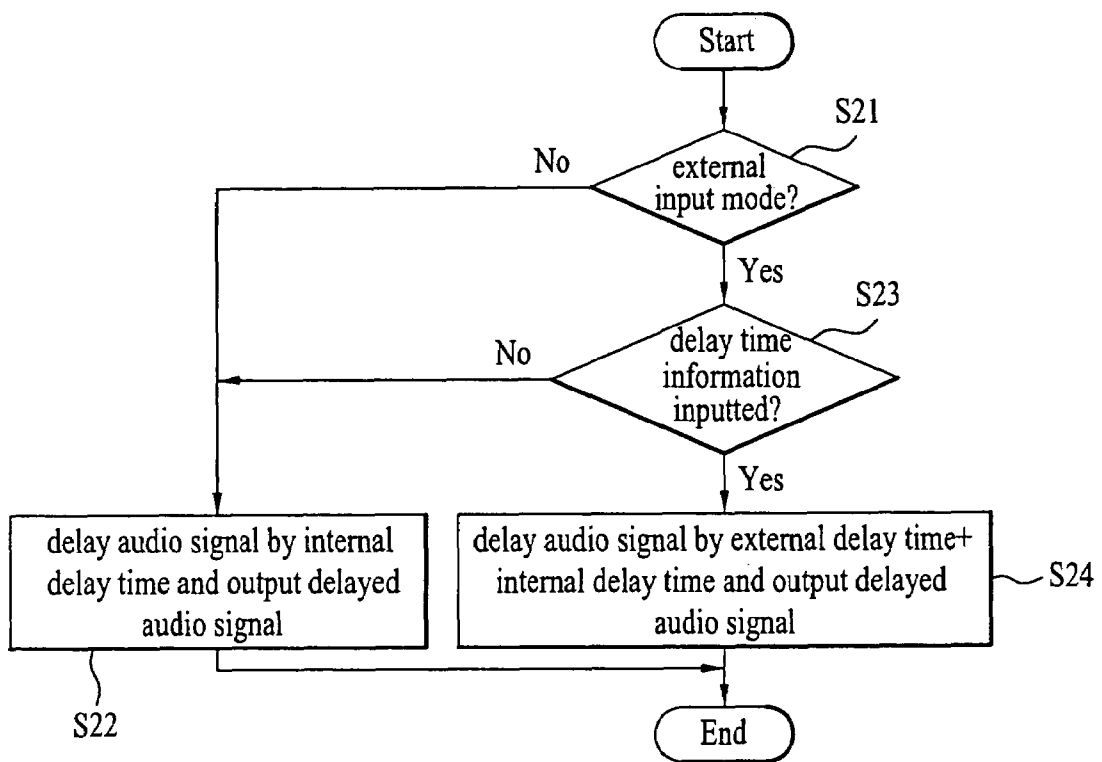 Start
S21
No
external
input mode?
Yes
S23
No
delay time
information
inputted?
Yes
delay audio signal by internal
delay time and output delayed
audio signal
delay audio signal by external delay time+
internal delay time and output delayed
audio signal
S24
S22
End